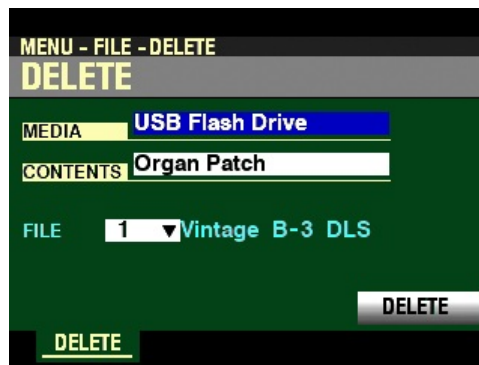 MENU - FILE - DELETE
DELETE
MEDIA USB Flash Drive
CONTENTS Organ Patch
FILE 1 ▼Vintage B-3 DLS
DELETE
DELETE